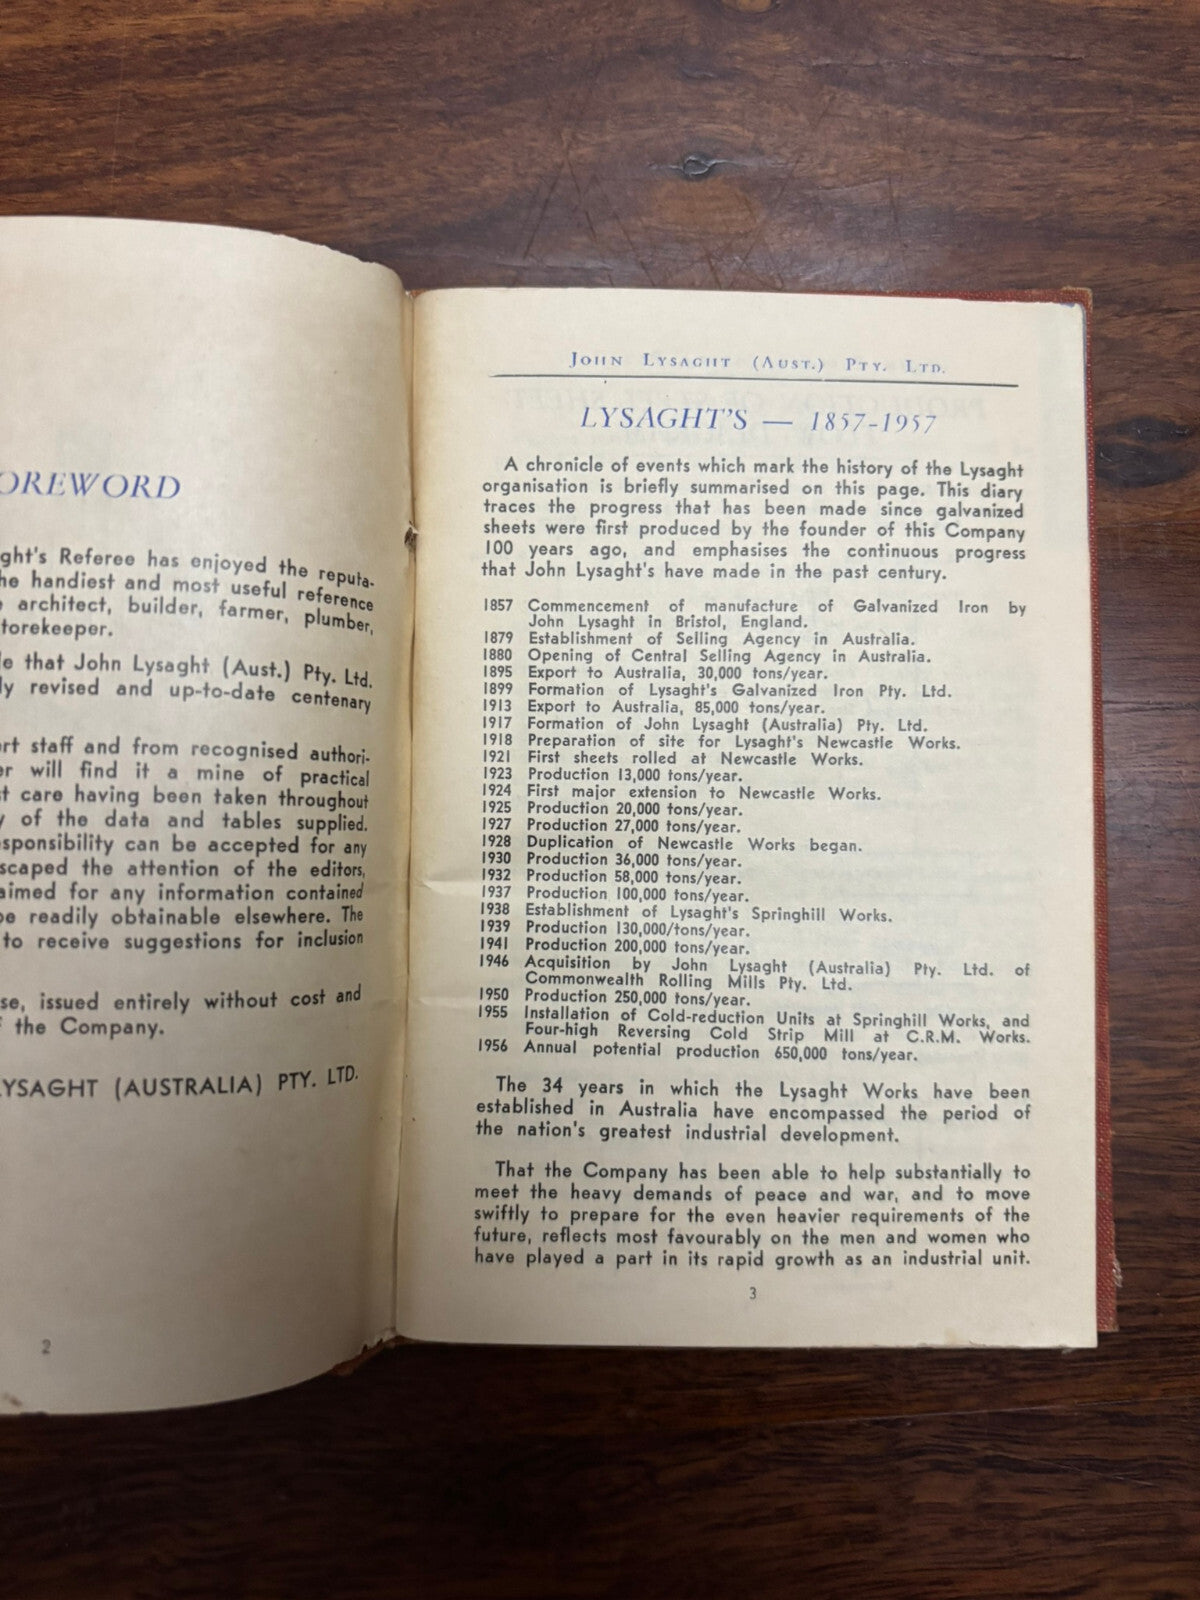 OREWORD
ght's Referee has enjoyed the reputa-
he handiest and most useful reference
architect, builder, farmer, plumber,
torekeeper.
le that John Lysaght (Aust.) Pty. Ltd.
ly revised and up-to-date centenary
rt staff and from recognised authori-
er will find it a mine of practical
st care having been taken throughout
y of the data and tables supplied.
sponsibility can be accepted for any
scaped the attention of the editors,
aimed for any information contained
be readily obtainable elsewhere. The
to receive suggestions for inclusion
se, issued entirely without cost and
f the Company.
LYSAGHT (AUSTRALIA) PTY. LTD.
2
JOHN LYSAGHT (AUST.) PTY. LTD.
LYSAGHT'S — 1857-1957
A chronicle of events which mark the history of the Lysaght
organisation is briefly summarised on this page. This diary
traces the progress that has been made since galvanized
sheets were first produced by the founder of this Company
100 years ago, and emphasises the continuous progress
that John Lysaght's have made in the past century.
1857 Commencement of manufacture of Galvanized Iron by
John Lysaght in Bristol, England.
1879 Establishment of Selling Agency in Australia.
1880 Opening of Central Selling Agency in Australia.
1895 Export to Australia, 30,000 tons/year.
1899 Formation of Lysaght's Galvanized Iron Pty. Ltd.
1913 Export to Australia, 85,000 tons/year.
1917 Formation of John Lysaght (Australia) Pty. Ltd.
1918 Preparation of site for Lysaght's Newcastle Works.
1921 First sheets rolled at Newcastle Works.
1923 Production 13,000 tons/year.
1924 First major extension to Newcastle Works.
1925 Production 20,000 tons/year.
1927 Production 27,000 tons/year.
1928 Duplication of Newcastle Works began.
1930 Production 36,000 tons/year.
1932 Production 58,000 tons/year.
1937 Production 100,000 tons/year.
1938 Establishment of Lysaght's Springhill Works.
1939 Production 130,000/tons/year.
1941 Production 200,000 tons/year.
1946 Acquisition by John Lysaght (Australia) Pty. Ltd. of
Commonwealth Rolling Mills Pty. Ltd.
1950 Production 250,000 tons/year.
1955 Installation of Cold-reduction Units at Springhill Works, and
Four-high Reversing Cold Strip Mill at C.R.M. Works.
1956 Annual potential production 650,000 tons/year.
The 34 years in which the Lysaght Works have been
established in Australia have encompassed the period of
the nation's greatest industrial development.
That the Company has been able to help substantially to
meet the heavy demands of peace and war, and to move
swiftly to prepare for the even heavier requirements of the
future, reflects most favourably on the men and women who
have played a part in its rapid growth as an industrial unit.
3